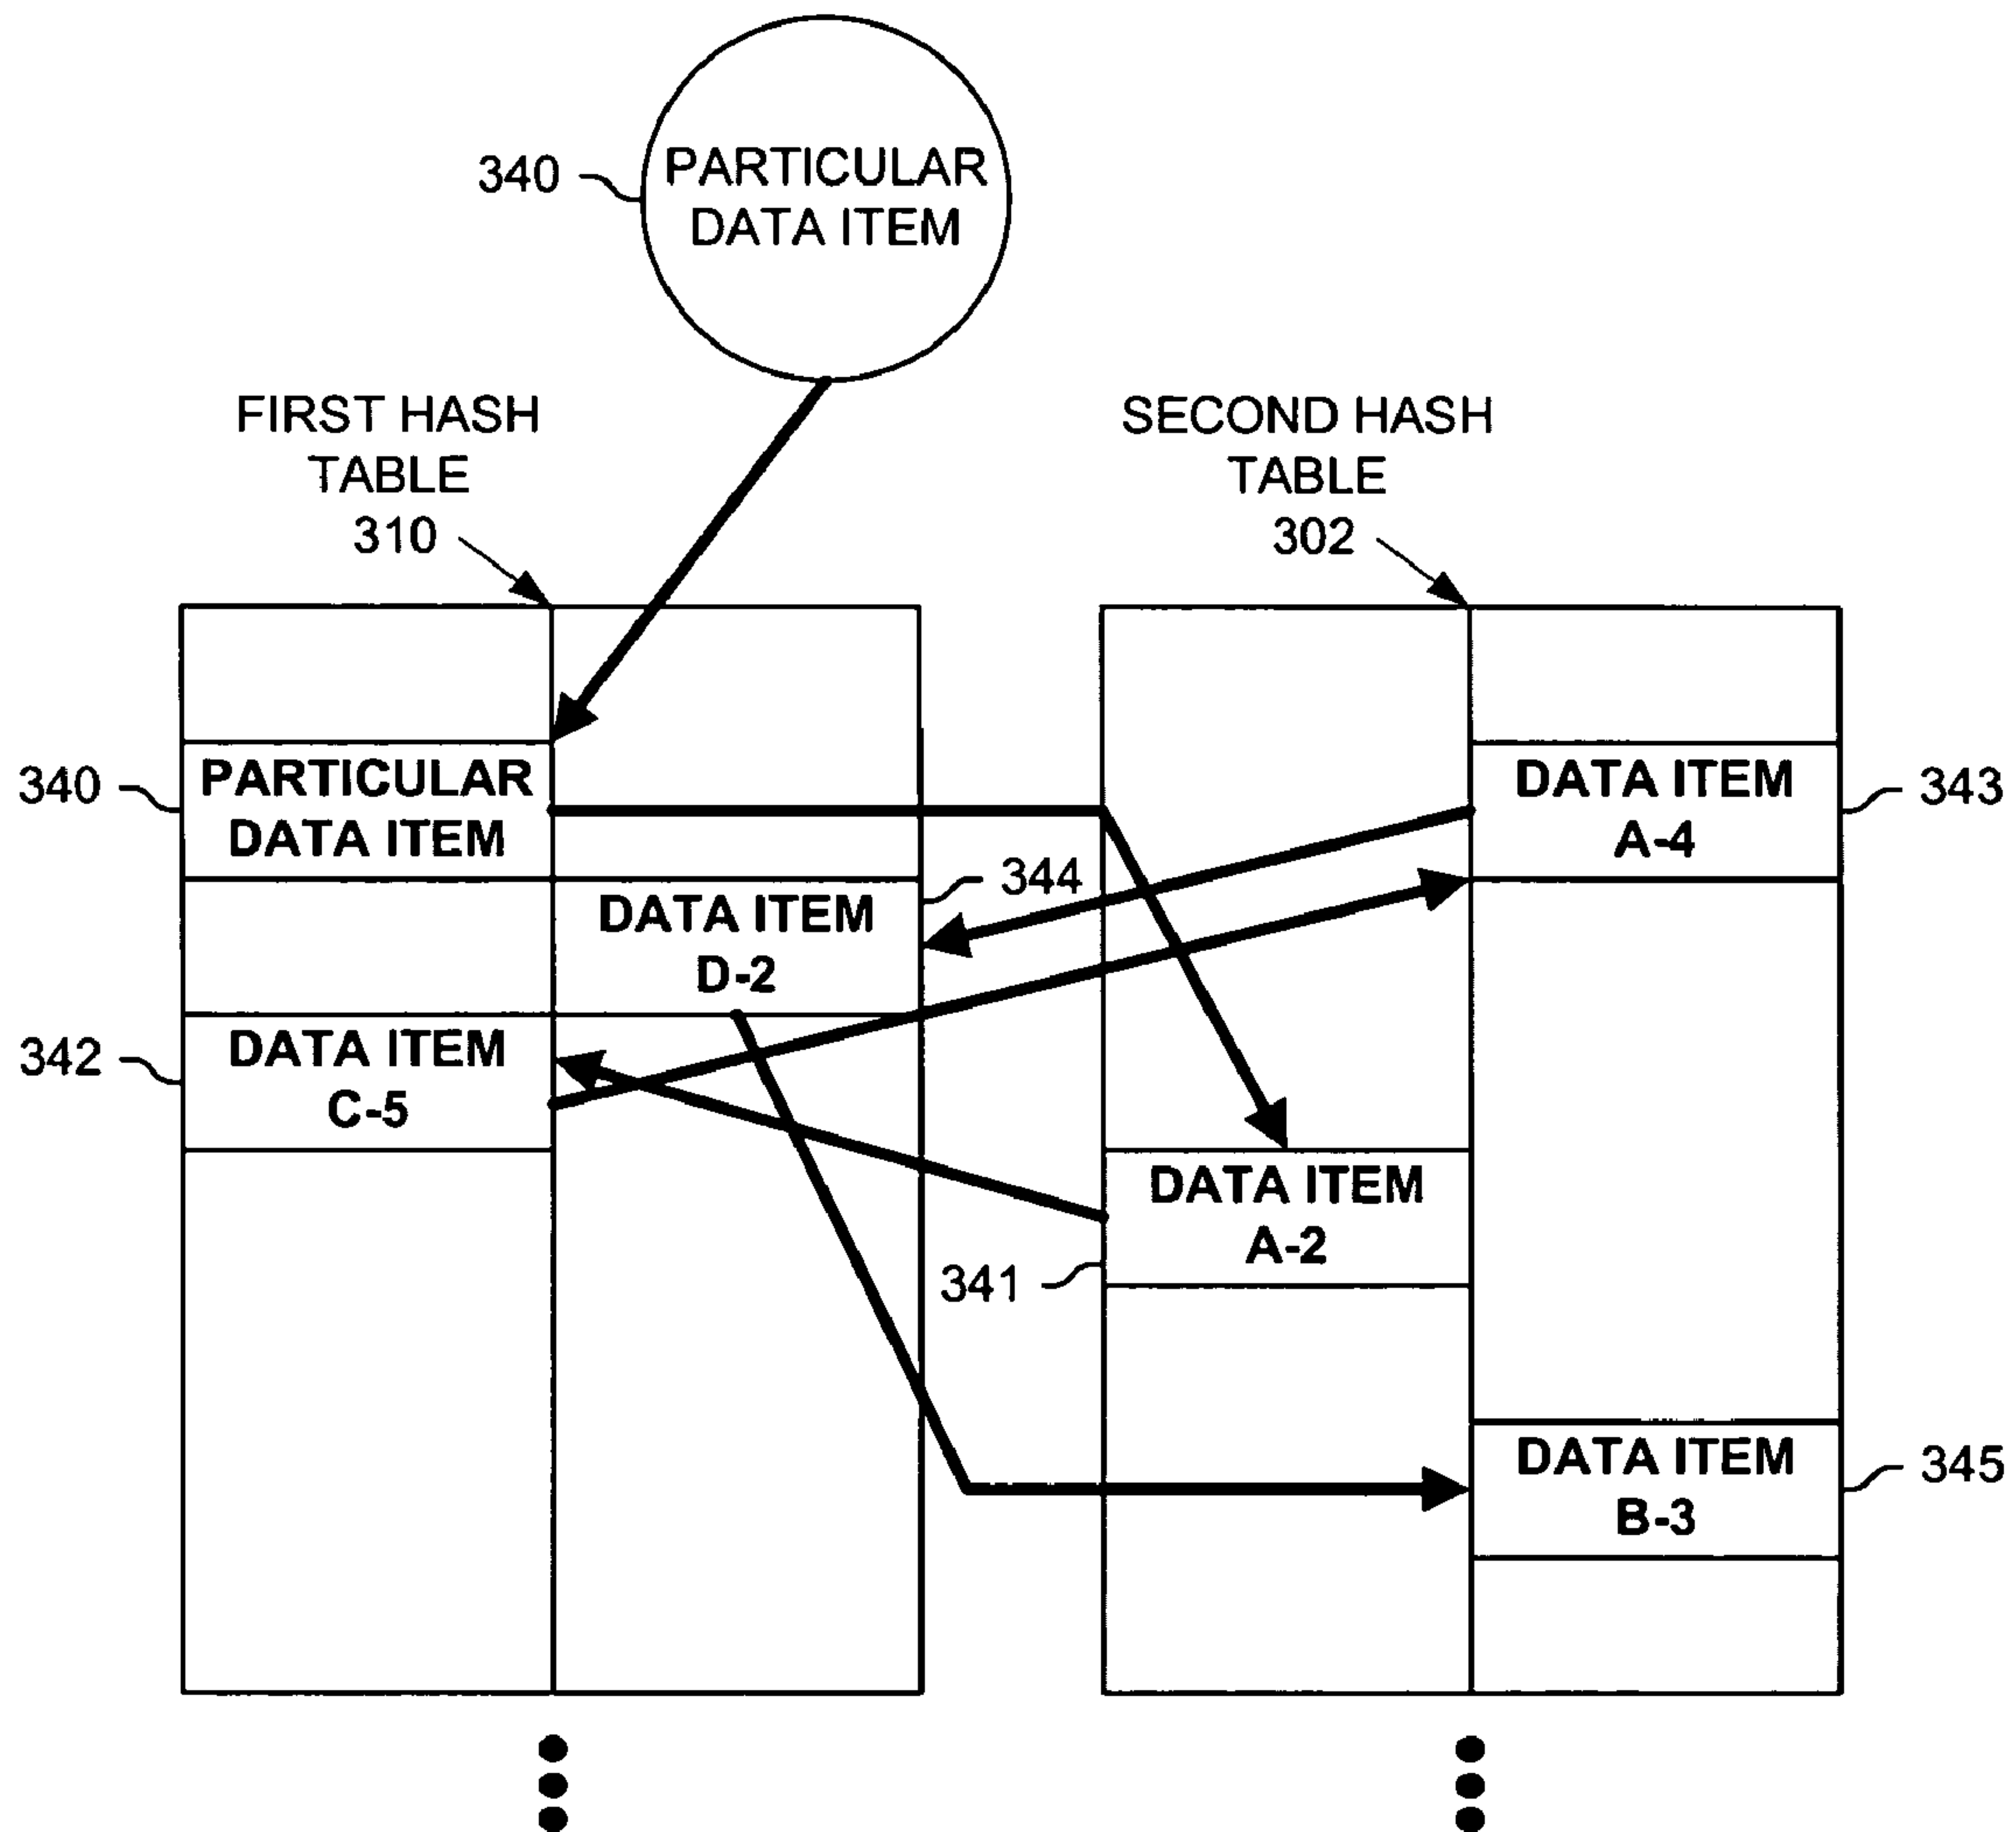 340
PARTICULAR
DATA ITEM
FIRST HASH
TABLE
310
SECOND HASH
TABLE
302
340
PARTICULAR
DATA ITEM
DATA ITEM
A-4
343
344
DATA ITEM
D-2
342
DATA ITEM
C-5
DATA ITEM
A-2
341
DATA ITEM
B-3
345